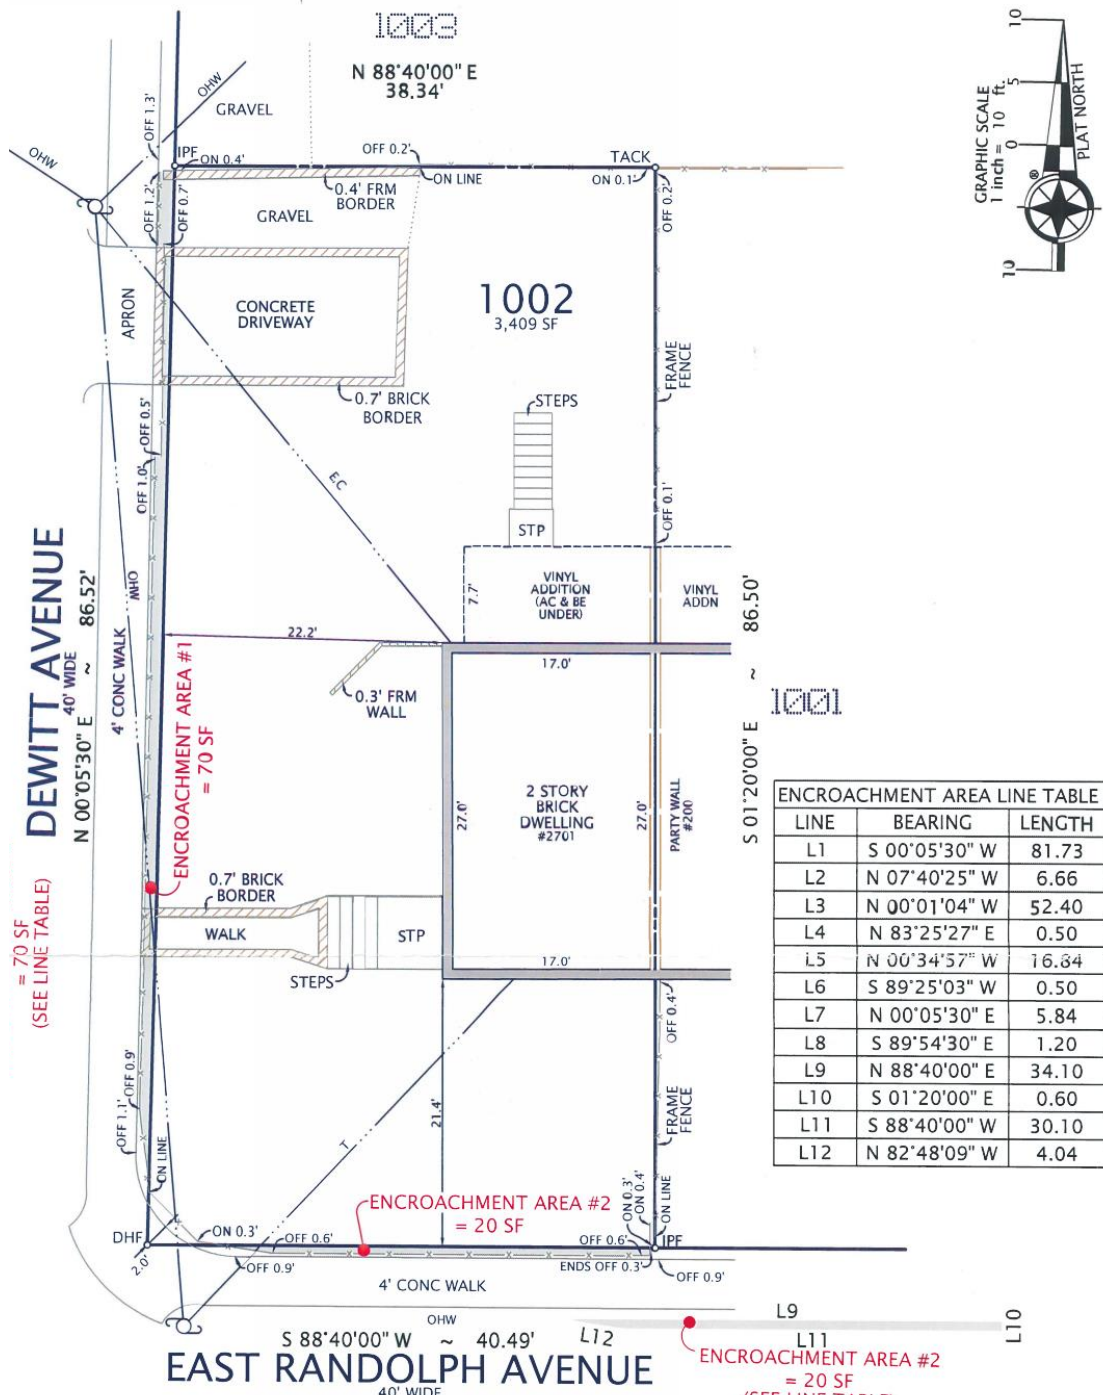 1003
N 88°40'00" E
38.34'
10
5
0
10
GRAPHIC SCALE
1 inch = 10 ft.
PLAT NORTH
®
OHW
OHW
GRAVEL
OFF 1.3'
IPF
ON 0.4'
OFF 0.2'
ON LINE
TACK
ON 0.1'
OFF 0.2'
0.4' FRM
BORDER
OFF 1.2'
OFF 0.7'
GRAVEL
APRON
CONCRETE
DRIVEWAY
1002
3,409 SF
0.7' BRICK
BORDER
FRAME
FENCE
STEPS
OFF 0.5'
OFF 1.0'
EC
OFF 0.1'
STP
VINYL
ADDITION
(AC & BE
UNDER)
7.7'
VINYL
ADDN
DEWITT AVENUE
40' WIDE
N 00°05'30" E ~ 86.52'
OHW
4' CONC WALK
22.2'
ENCROACHMENT AREA #1
= 70 SF
0.3' FRM
WALL
17.0'
S 01°20'00" E ~ 86.50'
1001
2 STORY
BRICK
DWELLING
#2701
27.0'
27.0'
PARTY WALL
#200
17.0'
0.7' BRICK
BORDER
WALK
STP
STEPS
= 70 SF
(SEE LINE TABLE)
ENCROACHMENT AREA LINE TABLE
LINE BEARING LENGTH
L1 S 00°05'30" W 81.73
L2 N 07°40'25" W 6.66
L3 N 00°01'04" W 52.40
L4 N 83°25'27" E 0.50
L5 N 00°34'57" W 16.84
L6 S 89°25'03" W 0.50
L7 N 00°05'30" E 5.84
L8 S 89°54'30" E 1.20
L9 N 88°40'00" E 34.10
L10 S 01°20'00" E 0.60
L11 S 88°40'00" W 30.10
L12 N 82°48'09" W 4.04
OFF 0.4'
OFF 0.9'
OFF 1.1'
21.4'
T
FRAME
FENCE
ON LINE
ON 0.3'
ON 0.4'
ON LINE
ENCROACHMENT AREA #2
= 20 SF
DHF
2.0'
ON 0.3'
OFF 0.6'
OFF 0.9'
OFF 0.6'
ENDS OFF 0.3'
IPF
OFF 0.9'
4' CONC WALK
OHW
S 88°40'00" W ~ 40.49'
EAST RANDOLPH AVENUE
40' WIDE
L9
L10
L11
L12
ENCROACHMENT AREA #2
= 20 SF
(SEE LINE TABLE)